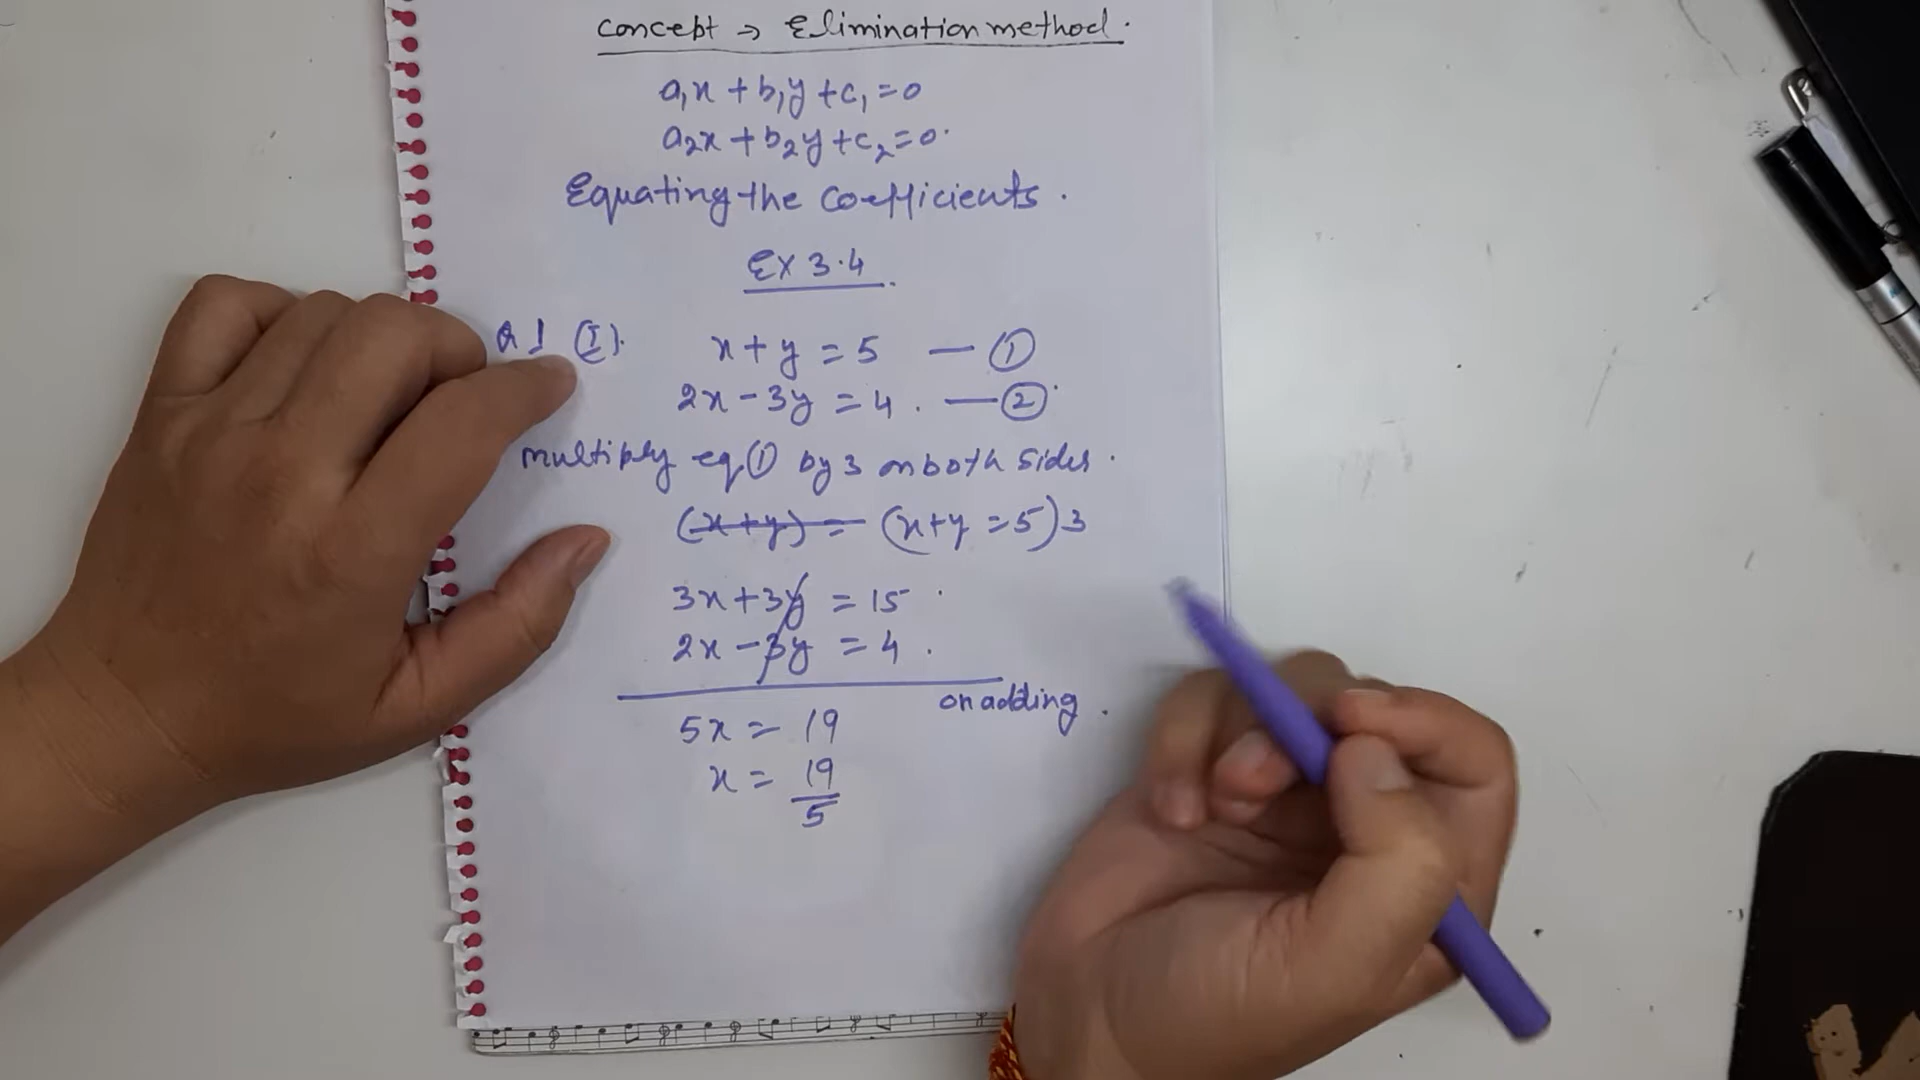 concept → Elimination method.
a₁x + b₁y + c₁ = 0
a₂x + b₂y + c₂ = 0.
Equating the coefficients.
Ex 3.4
Q1 (I). x + y = 5 — ①
2x - 3y = 4. — ②
multiply eq ① by 3 on both sides.
(x + y) = (x + y = 5) 3
3x + 3y = 15
2x - 3y = 4.
on adding.
5x = 19
x = 19/5